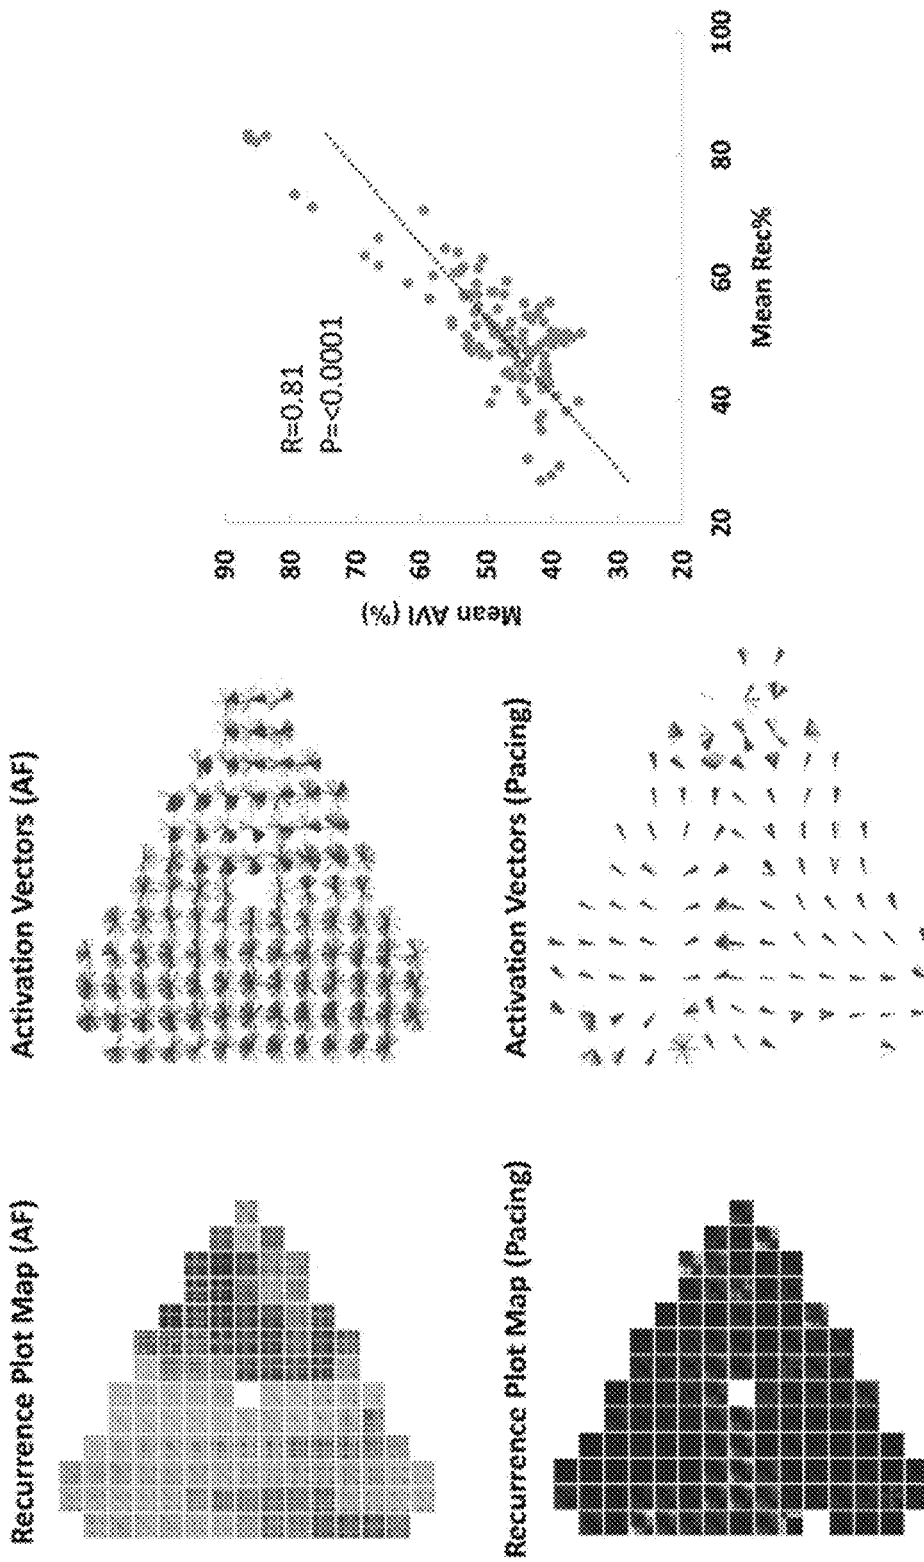 Recurrence Plot Map (AF)
Activation Vectors (AF)
Recurrence Plot Map (Pacing)
Activation Vectors (Pacing)
R=0.81
P=<0.0001
Mean AVI (%)
90
80
70
60
50
40
30
20
20
40
60
80
100
Mean Rec%